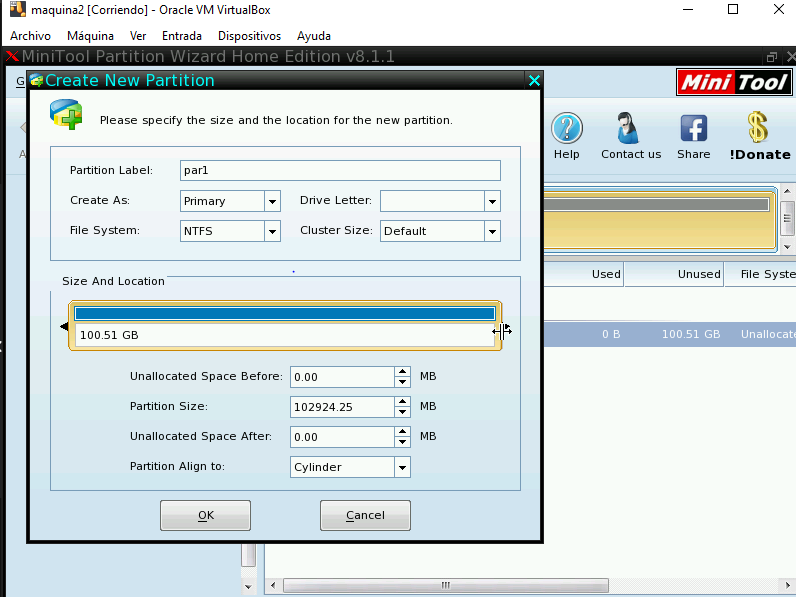 maquina2 [Corriendo] - Oracle VM VirtualBox
Archivo Máquina Ver Entrada Dispositivos Ayuda
MiniTool Partition Wizard Home Edition v8.1.1
G
Create New Partition
Mini Tool
Please specify the size and the location for the new partition.
A
Help Contact us Share !Donate
Partition Label: par1
Create As: Primary Drive Letter:
File System: NTFS Cluster Size: Default
Used Unused File Syste
Size And Location
100.51 GB
0 B 100.51 GB Unallocat
Unallocated Space Before: 0.00 MB
Partition Size: 102924.25 MB
Unallocated Space After: 0.00 MB
Partition Align to: Cylinder
OK Cancel